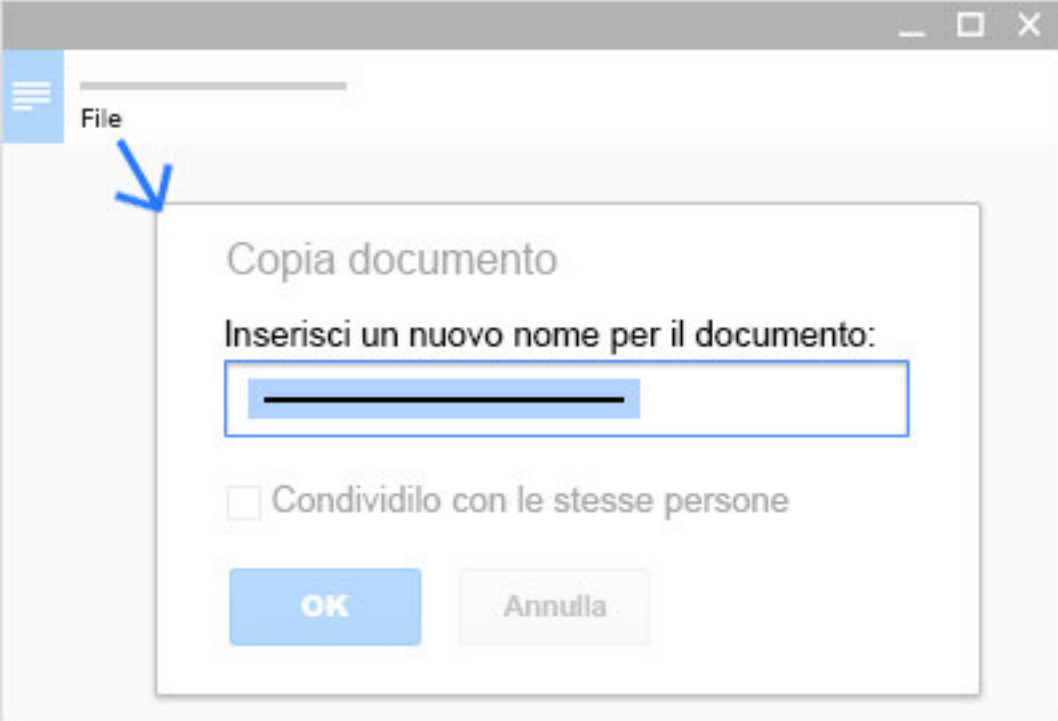 File
Copia documento
Inserisci un nuovo nome per il documento:
Condividilo con le stesse persone
OK
Annulla